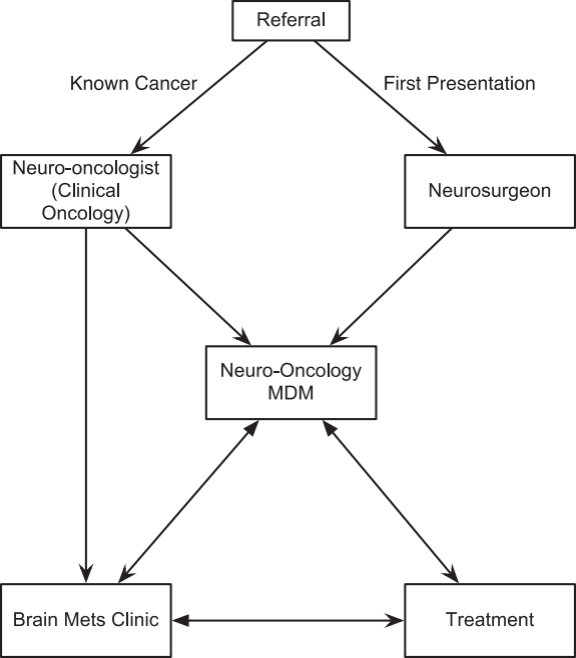 Referral
Known Cancer
First Presentation
Neuro-oncologist
(Clinical
Oncology)
Neurosurgeon
Neuro-Oncology
MDM
Brain Mets Clinic
Treatment